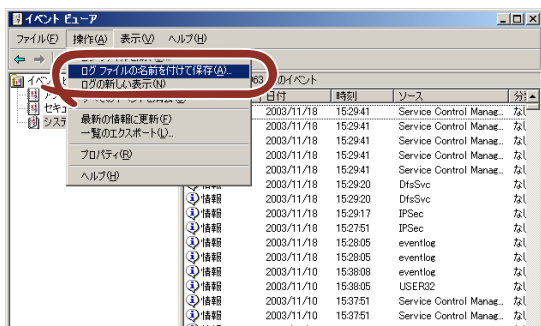 イベント ビューア
ファイル(F) 操作(A) 表示(V) ヘルプ(H)
ログ ファイルの名前を付けて保存(A)...
ログの新しい表示(N)
最新の情報に更新(F)
一覧のエクスポート(L)...
プロパティ(R)
ヘルプ(H)
のイベント
日付 時刻 ソース
2003/11/18 15:29:41 Service Control Manag...
2003/11/18 15:29:41 Service Control Manag...
2003/11/18 15:29:41 Service Control Manag...
2003/11/18 15:29:41 Service Control Manag...
2003/11/18 15:29:41 Service Control Manag...
情報 2003/11/18 15:29:20 DfsSvc
情報 2003/11/18 15:29:20 DfsSvc
情報 2003/11/18 15:29:17 IPSec
情報 2003/11/18 15:27:51 IPSec
情報 2003/11/18 15:28:05 eventlog
情報 2003/11/18 15:28:05 eventlog
情報 2003/11/10 15:38:08 eventlog
情報 2003/11/10 15:38:05 USER32
情報 2003/11/10 15:37:51 Service Control Manag...
情報 2003/11/10 15:37:51 Service Control Manag...